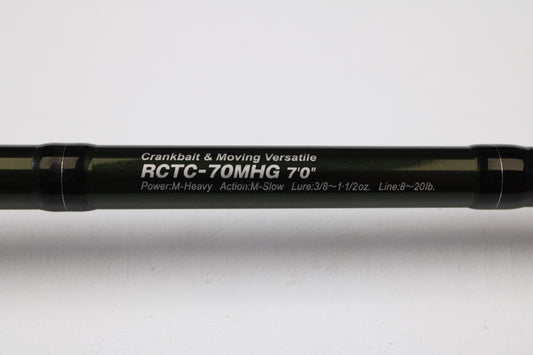 Crankbait & Moving Versatile
RCTC-70MHG 7'0"
Power:M-Heavy Action:M-Slow Lure:3/8～1-1/2oz. Line:8～20lb.